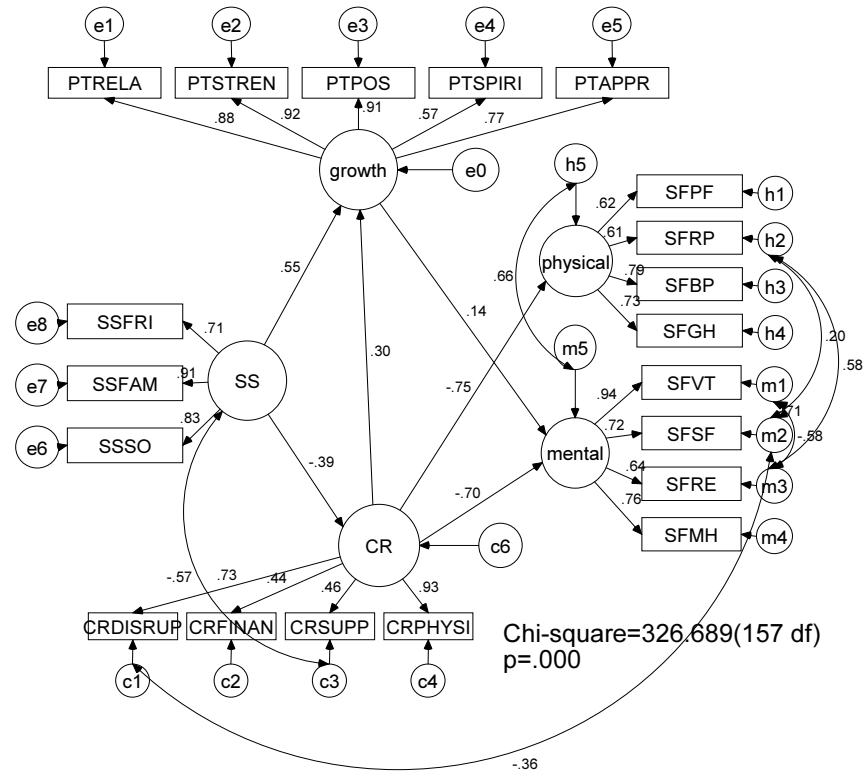 e1 e2 e3 e4 e5
PTRELA PTSTREN PTPOS PTSPIRI PTAPPR
.88 .92 .91 .57 .77
growth e0 h5
SFPF h1
.62
SFRP h2
.61
physical
SFBP h3
.79
SFGH h4
.73
.66
.55
.14
.30
-.75
e8 SSFRI .71
e7 SSFAM .91 SS
e6 SSSO .83
m5
.20
.58
SFVT m1
.94
.71
SFSF m2
.72
-.58
mental
SFRE m3
.64
SFMH m4
.76
-.39
-.70
CR c6
-.57 .73 .44 .46 .93
CRDISRUP CRFINAN CRSUPP CRPHYSI
c1 c2 c3 c4
Chi-square=326.689(157 df)
p=.000
-.36